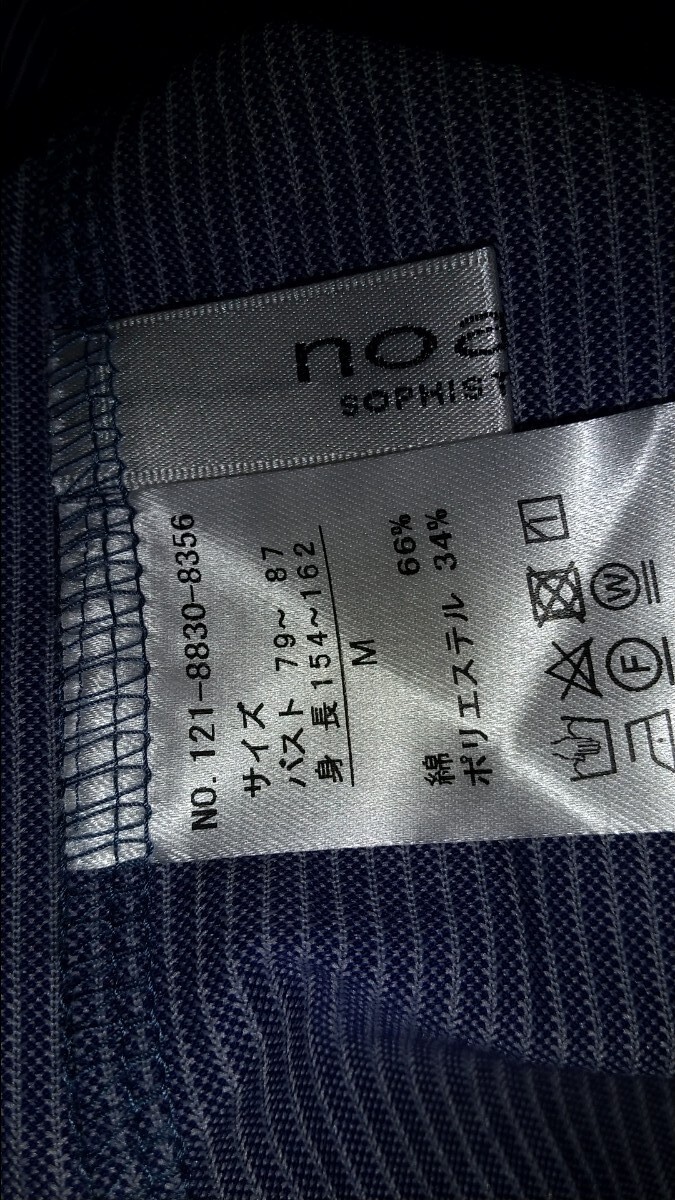 no
SOPHIST
NO. 121-8830-8356
サイズ
バスト 79~ 87
身 長 154~162
M
綿 66%
ポリエステル 34%
W
F